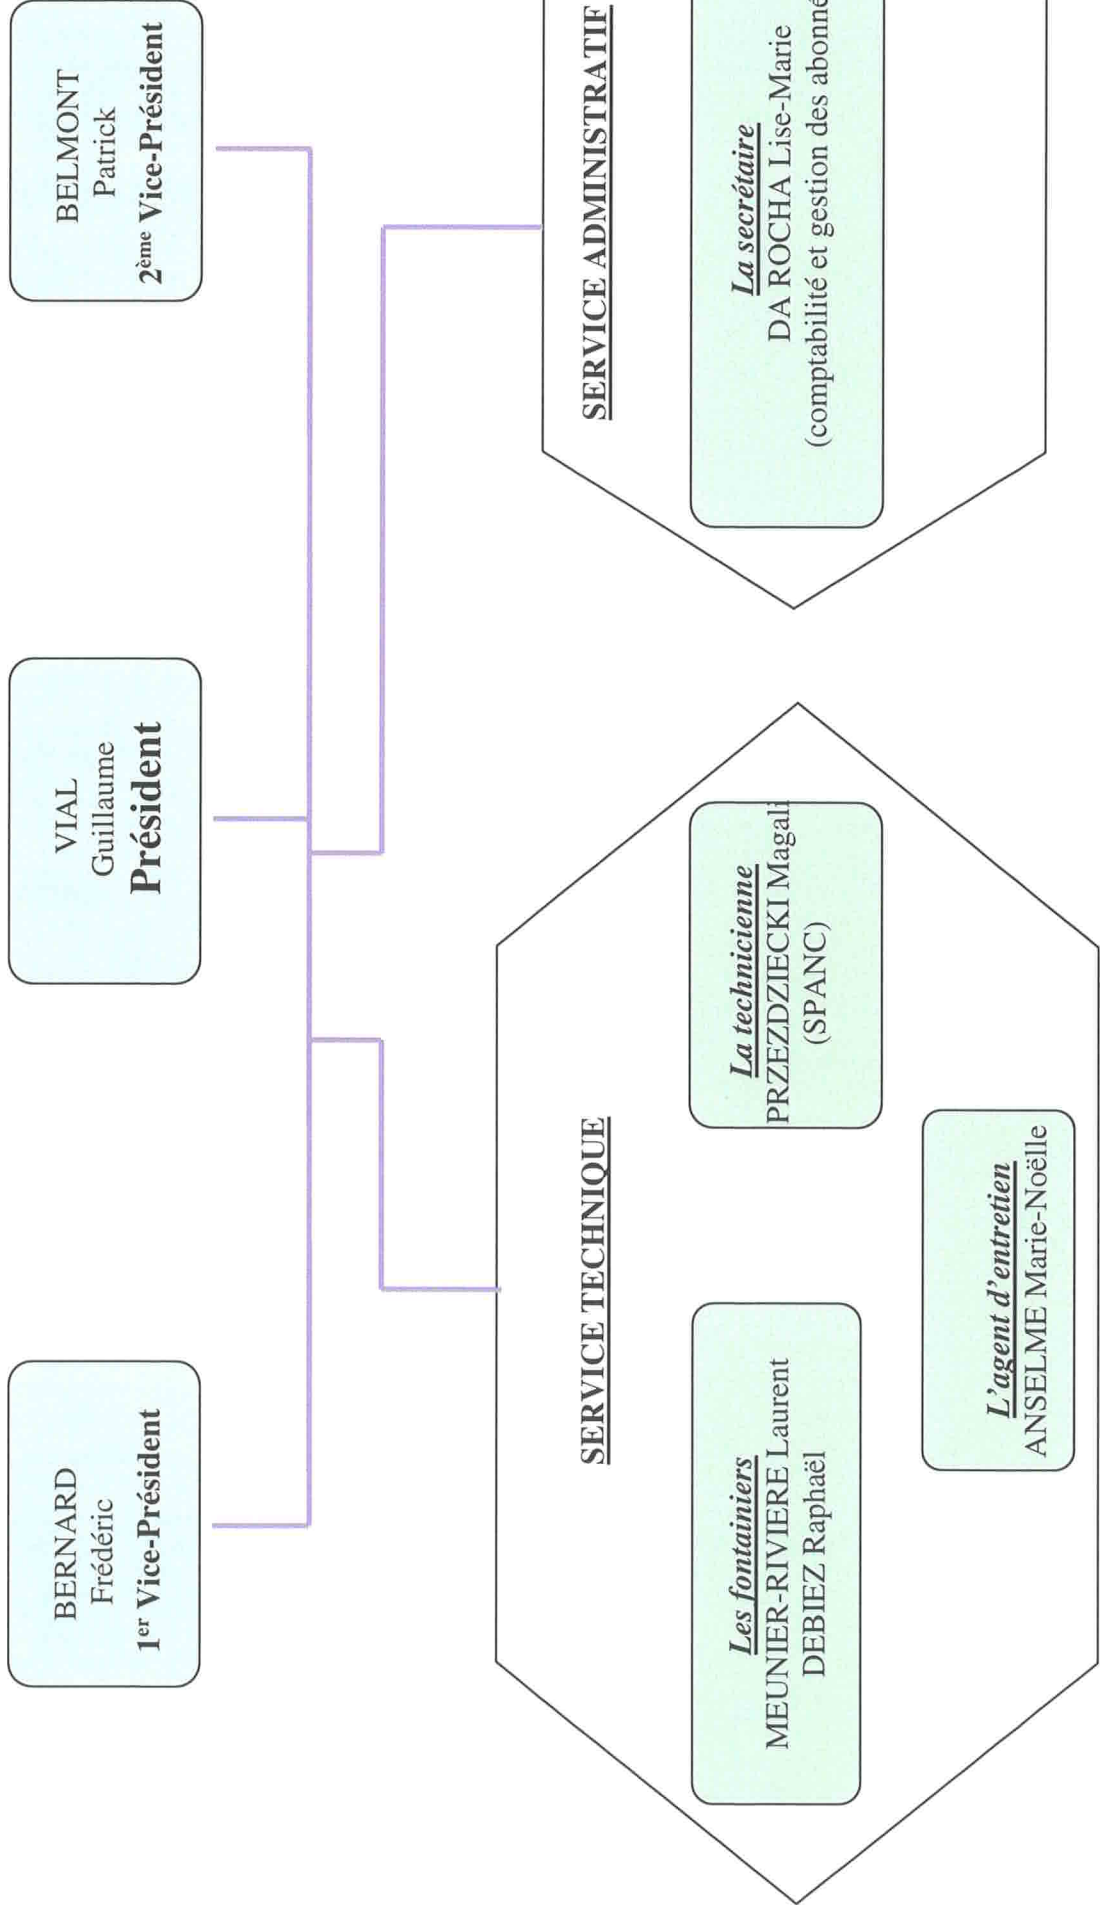 BERNARD
Frédéric
1er Vice-Président
VIAL
Guillaume
Président
BELMONT
Patrick
2ème Vice-Président
SERVICE TECHNIQUE
Les fontainiers
MEUNIER-RIVIERE Laurent
DEBIEZ Raphaël
La technicienne
PRZEZDZIECKI Magali
(SPANC)
L'agent d'entretien
ANSELME Marie-Noëlle
SERVICE ADMINISTRATIF
La secrétaire
DA ROCHA Lise-Marie
(comptabilité et gestion des abonné